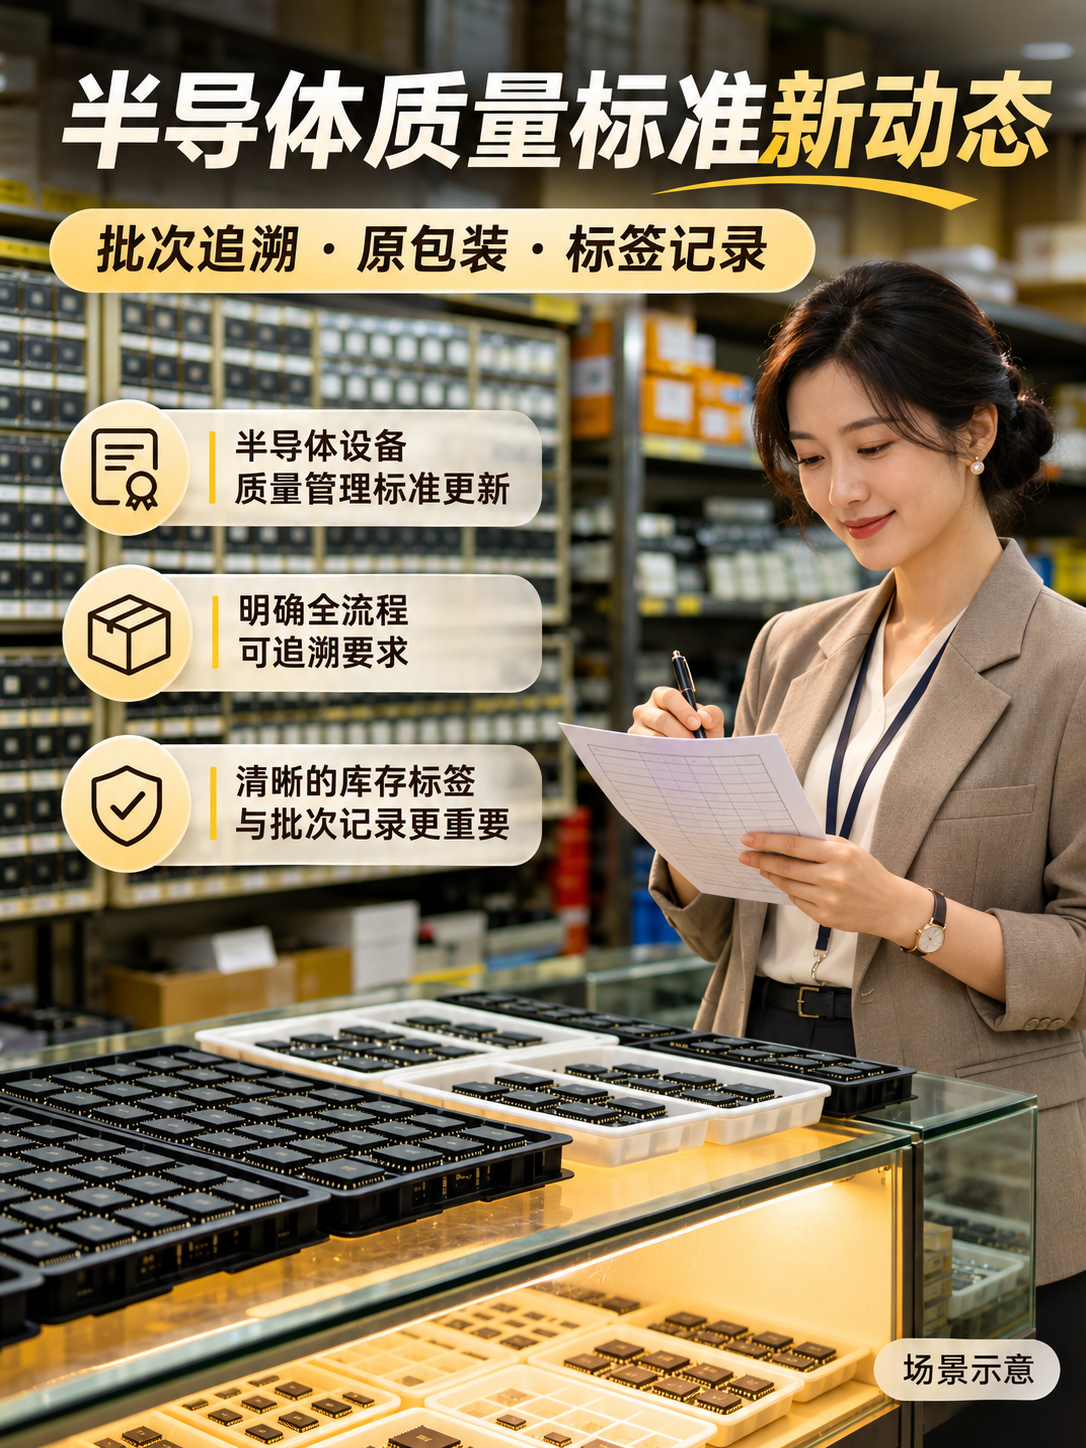 半导体质量标准新动态
批次追溯·原包装·标签记录
半导体设备
质量管理标准更新
明确全流程
可追溯要求
清晰的库存标签
与批次记录更重要
场景示意